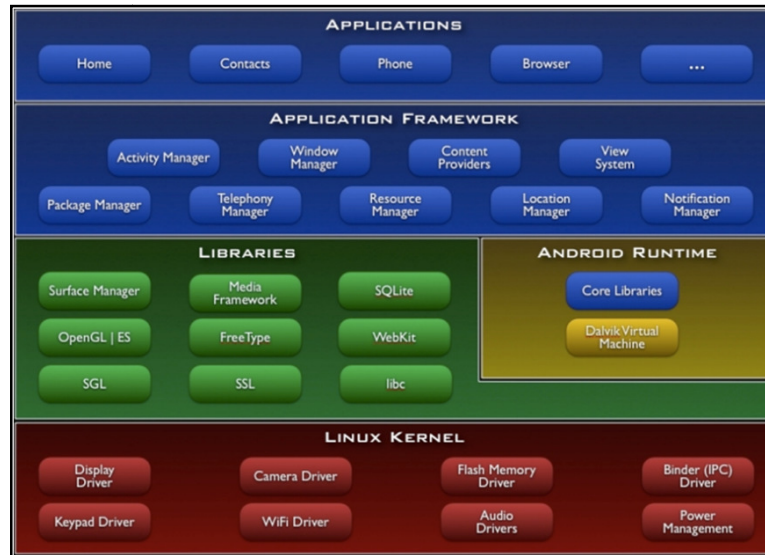 APPLICATIONS
Home
Contacts
Phone
Browser
...
APPLICATION FRAMEWORK
Activity Manager
Window
Manager
Content
Providers
View
System
Package Manager
Telephony
Manager
Resource
Manager
Location
Manager
Notification
Manager
LIBRARIES
Surface Manager
Media
Framework
SQLite
OpenGL | ES
FreeType
WebKit
SGL
SSL
libc
ANDROID RUNTIME
Core Libraries
Dalvik Virtual
Machine
LINUX KERNEL
Display
Driver
Camera Driver
Flash Memory
Driver
Binder (IPC)
Driver
Keypad Driver
WiFi Driver
Audio
Drivers
Power
Management